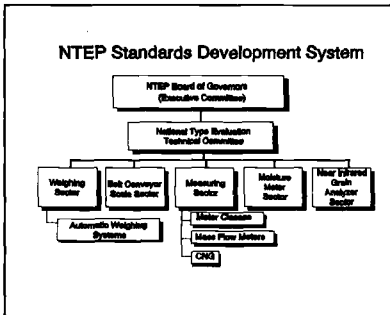 NTEP Standards Development System
NTEP Board of Governors
(Executive Committee)
National Type Evaluation
Technical Committee
Weighing
Sector
Belt Conveyor
Scale Sector
Measuring
Sector
Moisture
Meter
Sector
Near Infrared
Grain
Analyzer
Sector
Automatic Weighing
Systems
Meter Classes
Mass Flow Meters
CNG